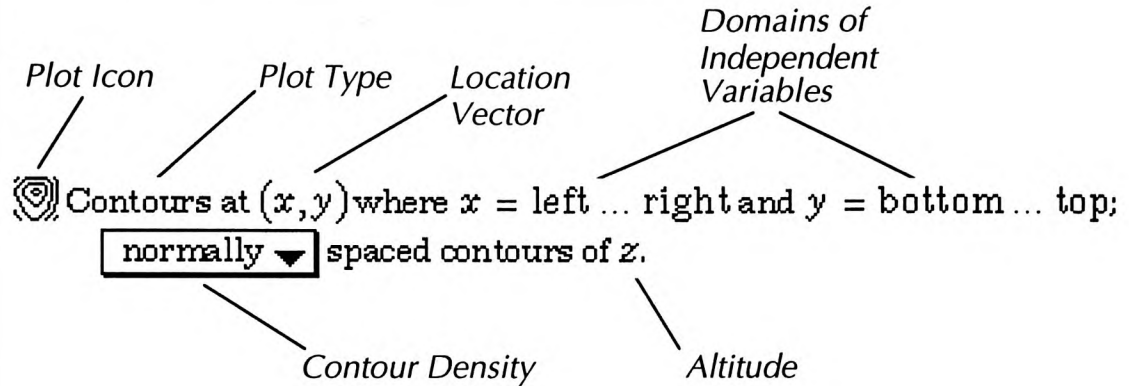 Domains of
Independent
Variables
Plot Icon
Plot Type
Location
Vector
Contours at (x,y) where x = left ... right and y = bottom ... top;
normally ▼ spaced contours of z.
Contour Density
Altitude